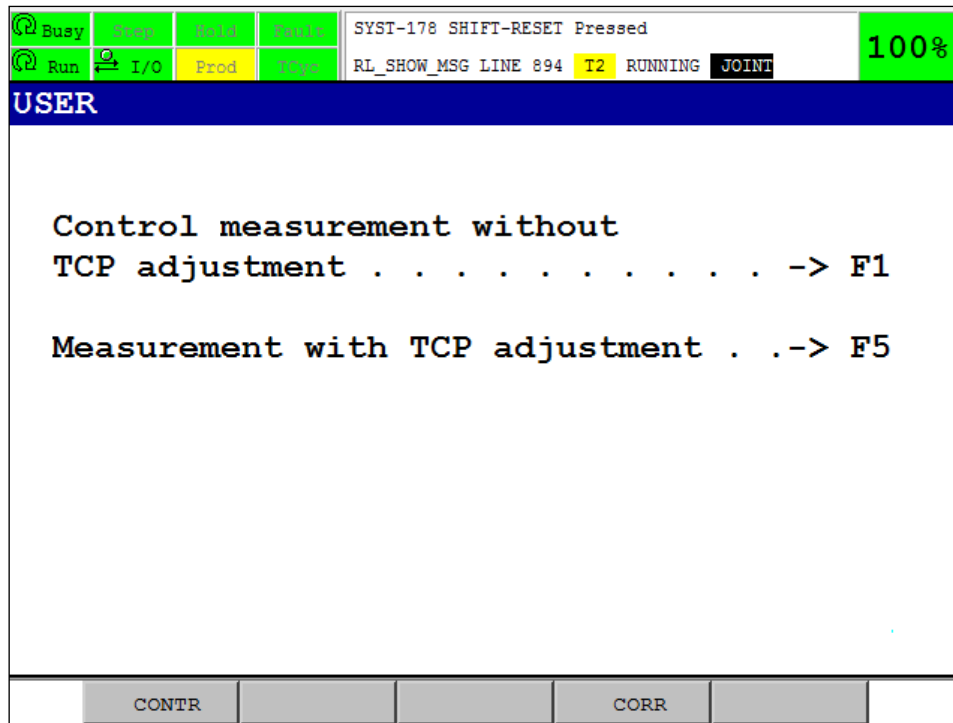 Busy Step Hold Fault SYST-178 SHIFT-RESET Pressed
Run I/O Prod TCyc RL_SHOW_MSG LINE 894 T2 RUNNING JOINT 100%
USER
Control measurement without
TCP adjustment . . . . . . . . . . . -> F1
Measurement with TCP adjustment . .-> F5
CONTR CORR